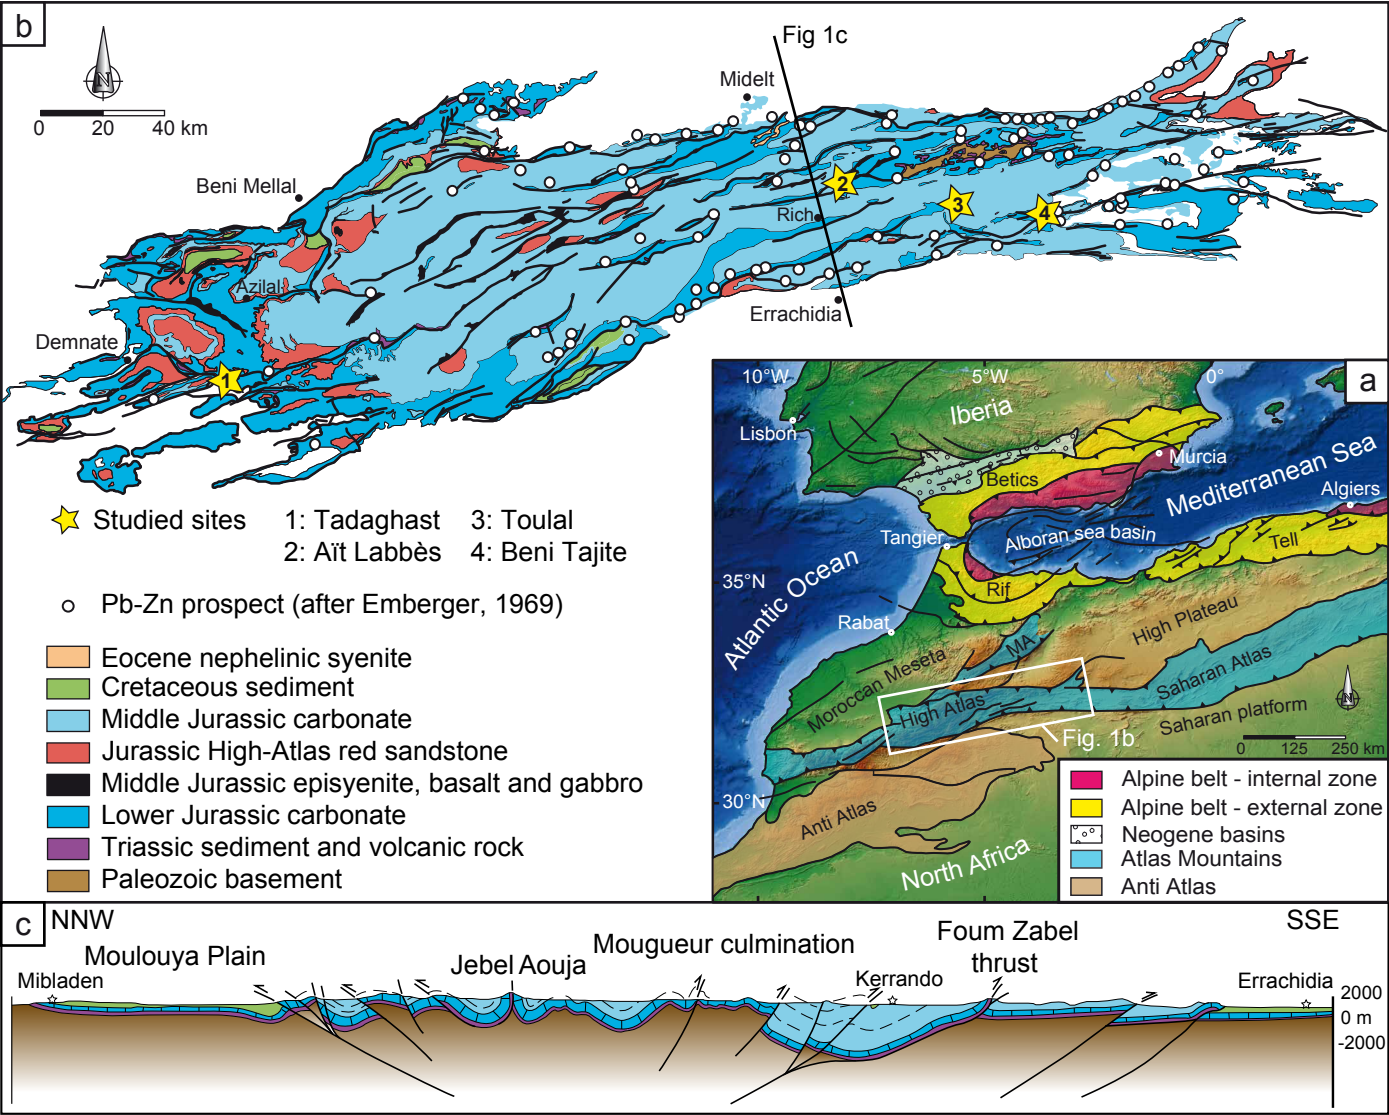 b
N
0 20 40 km
Fig 1c
Midelt
Beni Mellal
2
3
4
Rich
Azilal
Errachidia
Demnate
1
Studied sites
1: Tadaghast
3: Toulal
2: Aït Labbès
4: Beni Tajite
Pb-Zn prospect (after Emberger, 1969)
Eocene nephelinic syenite
Cretaceous sediment
Middle Jurassic carbonate
Jurassic High-Atlas red sandstone
Middle Jurassic episyenite, basalt and gabbro
Lower Jurassic carbonate
Triassic sediment and volcanic rock
Paleozoic basement
a
10°W
5°W
0°
Iberia
Lisbon
Murcia
Betics
Mediterranean Sea
Algiers
Tangier
Alboran sea basin
Tell
Atlantic Ocean
35°N
Rif
Rabat
High Plateau
MA
Moroccan Meseta
Saharan Atlas
High Atlas
Saharan platform
N
Fig. 1b
0 125 250 km
30°N
Anti Atlas
North Africa
Alpine belt - internal zone
Alpine belt - external zone
Neogene basins
Atlas Mountains
Anti Atlas
c
NNW
SSE
Moulouya Plain
Mibladen
Jebel Aouja
Mougueur culmination
Kerrando
Foum Zabel
thrust
Errachidia
2000
0 m
-2000